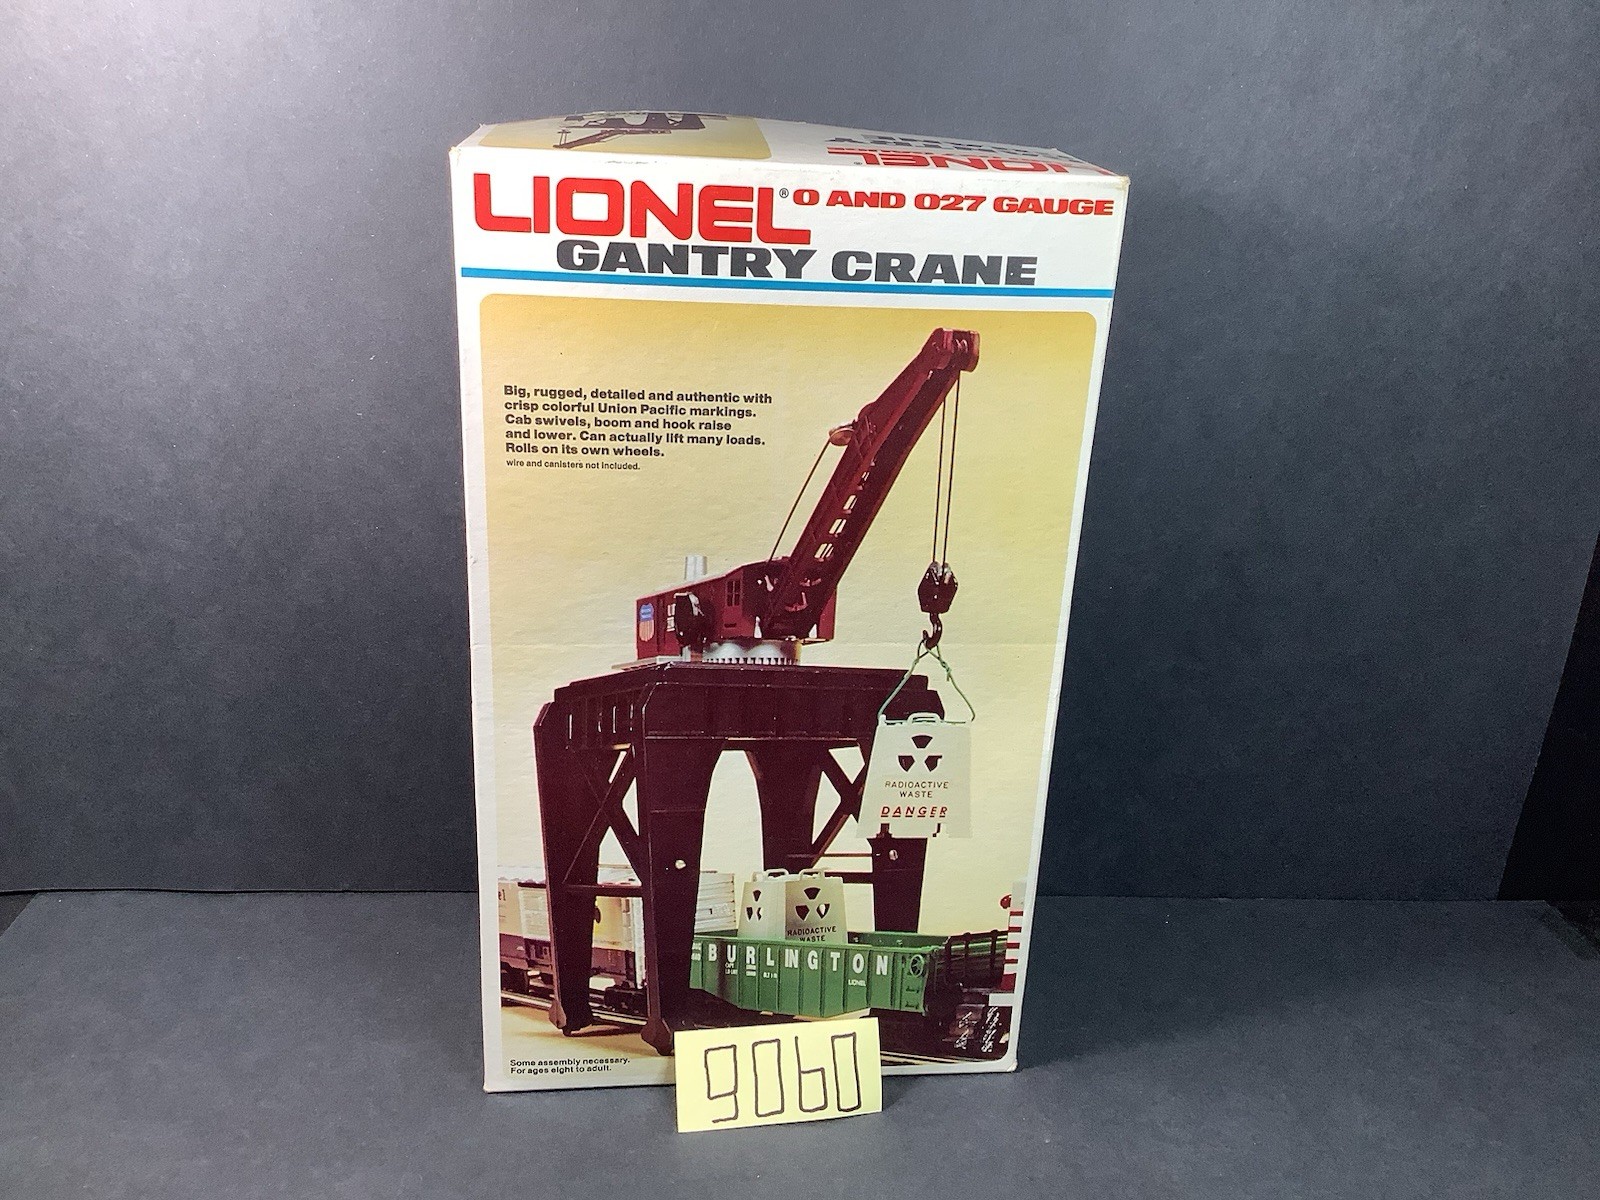 LIONEL
LIONEL® O AND 027 GAUGE
GANTRY CRANE
Big, rugged, detailed and authentic with
crisp colorful Union Pacific markings.
Cab swivels, boom and hook raise
and lower. Can actually lift many loads.
Rolls on its own wheels.
wire and canisters not included.
RADIOACTIVE
WASTE
DANGER
RADIOACTIVE
WASTE
BURLINGTON
LIONEL
Some assembly necessary.
For ages eight to adult.
9060